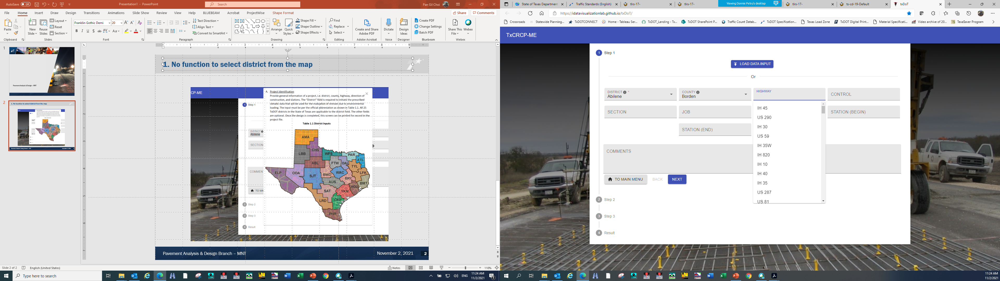 AutoSave Off
Presentation1 - PowerPoint
Search
Pan Gil Choi
File Home Insert Draw Design Transitions Animations Slide Show Review View Help BLUEBEAM Acrobat ProjectWise Shape Format
Share Comments
Paste
Clipboard
New Slide
Reuse Slides
Layout
Reset
Section
Slides
Franklin Gothic Demi 20
Font
Text Direction
Align Text
Convert to SmartArt
Paragraph
Arrange
Quick Styles
Shape Fill
Shape Outline
Shape Effects
Drawing
Find
Replace
Select
Editing
Create and Share Adobe PDF
Adobe Acrobat
Dictate
Voice
Design Ideas
Designer
Create PDF
Change Settings
Batch PDF
Bluebeam
Share This File
Webex
Webex
1
Pavement Analysis & Design – MNT
2
1. No function to select district from the map
1. No function to select district from the map
CP-ME
A. Project Identification
Provide general information of a project, i.e. district, county, highway, direction of
construction, and stations. The "District" field is required to initiate the prescribed
climatic data that will be used for the evaluation of stresses due to environmental
loading. The input must be per the official abbreviation as shown in Table 1.1. All 25
TxDOT districts in the State of Texas are applicable to the district field. The other fields
are optional. Once the design is completed, this screen can be printed for record in the
project file.
Table 1.1 District inputs
1 Step 1
DISTRICT
Abilene
SECTION
COMMEN
TO MA
2 Step 2
3 Step 3
4 Result
AMA
CHS
LBB
WFS
PAR
ATL
ABL
FTW
DAL
TYL
ELP
ODA
SJT
BWD
WAC
LFK
BRY
AUS
BMT
HOU
SAT
YKM
LRD
CRP
PHR
Pavement Analysis & Design Branch – MNT
November 2, 2021
2
Slide 2 of 2
English (United States)
Notes
110%
Type here to search
ENG
11:24 AM
11/2/2021
State of Texas Department
Traffic Standards (English)
tlrs-17-
tlrs-17-
Viewing Donnie Petru's desktop
tlrs-17-
ts-cd-19-Default
txDoT
https://idatavisualizationlab.github.io/txDoT/
Crossroads
Statewide Planning...
TxDOTCONNECT
Home - Tableau Ser...
TxDOT_Landing - Tx...
TxDOT SharePoint P...
Traffic Count Datab...
TxDOT Specification...
Texas Load Zone
TxDOT Digital Print...
Material Specificati...
Video archive of 20...
Texa$aver Program
TxCRCP-ME
1 Step 1
LOAD DATA INPUT
Or
DISTRICT *
Abilene
COUNTY
Borden
HIGHWAY
CONTROL
SECTION
JOB
STATION (BEGIN)
STATION (END)
IH 45
US 290
IH 30
US 59
IH 35W
IH 820
IH 10
IH 40
IH 35
US 287
US 81
COMMENTS
TO MAIN MENU
BACK
NEXT
2 Step 2
3 Step 3
4 Result
11:24 AM
11/2/2021